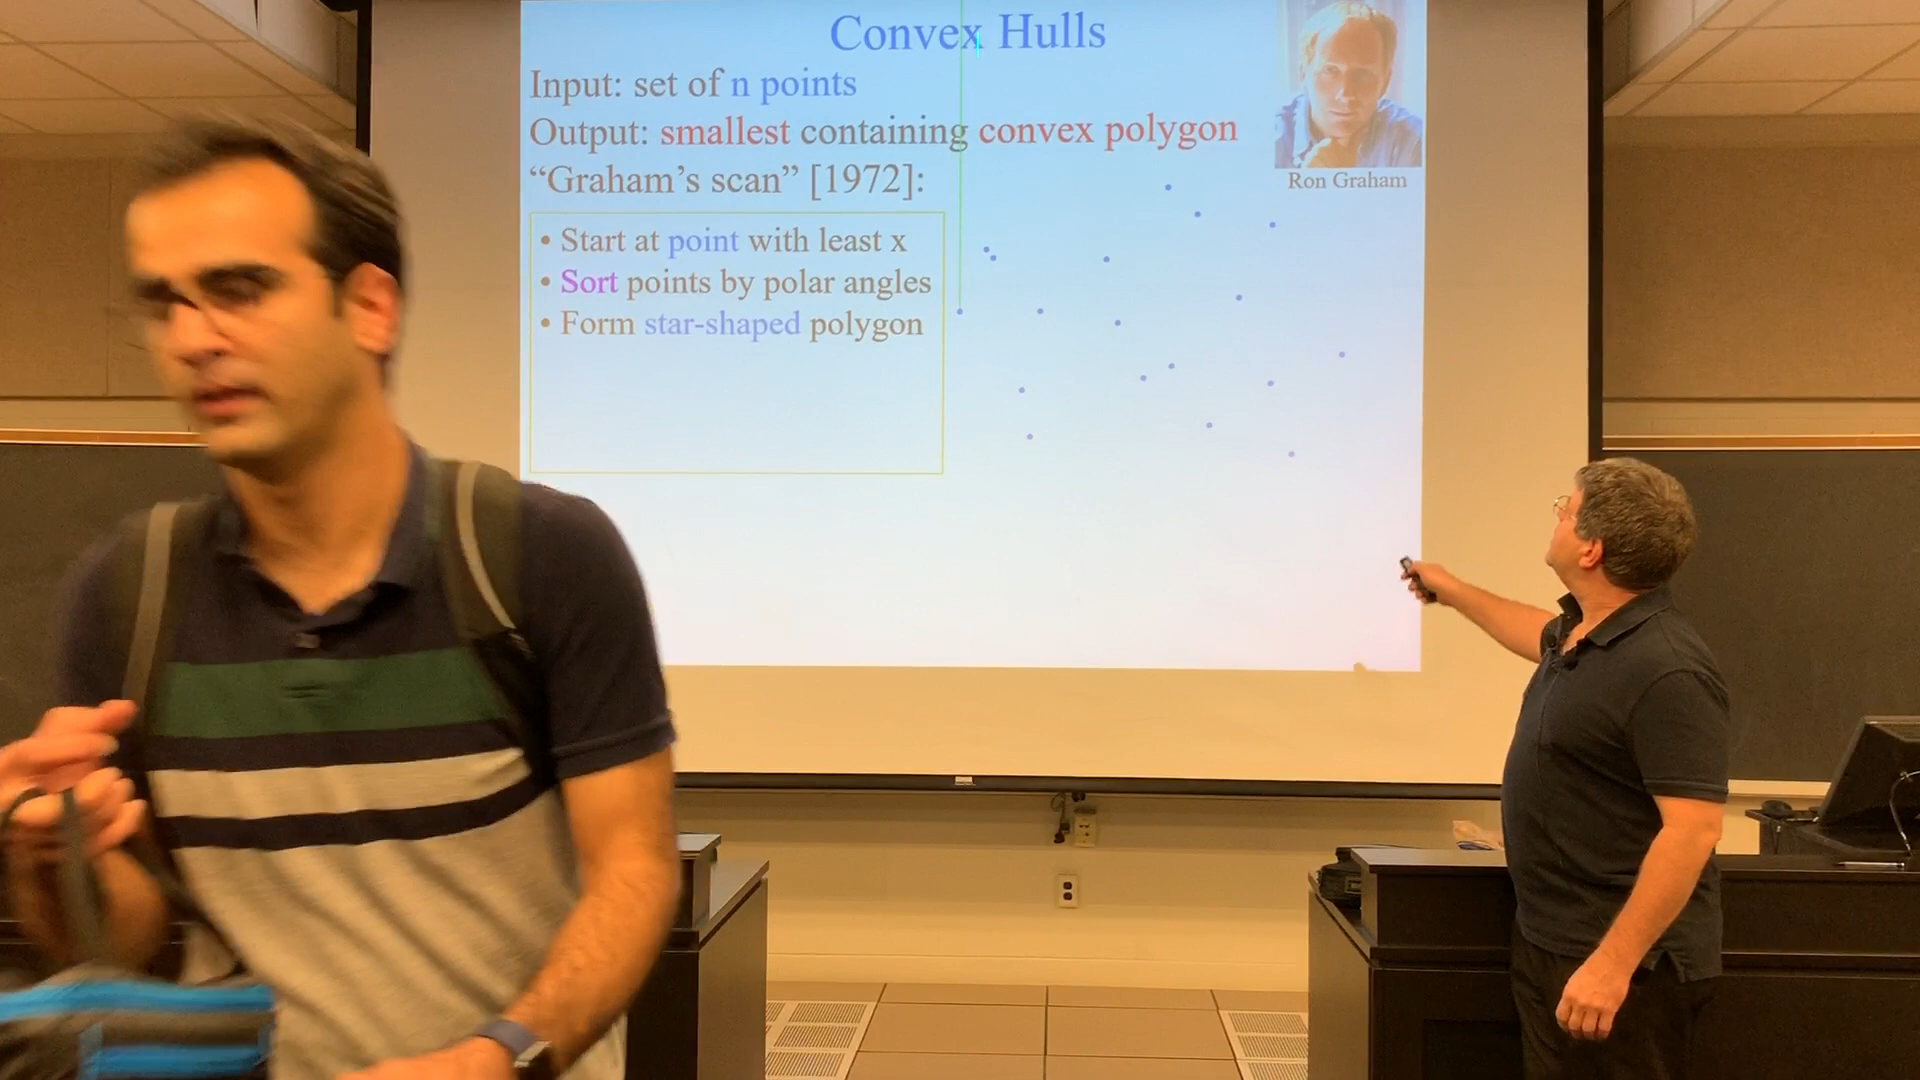 Convex Hulls
Input: set of n points
Output: smallest containing convex polygon
“Graham’s scan” [1972]:
Ron Graham
• Start at point with least x
• Sort points by polar angles
• Form star-shaped polygon